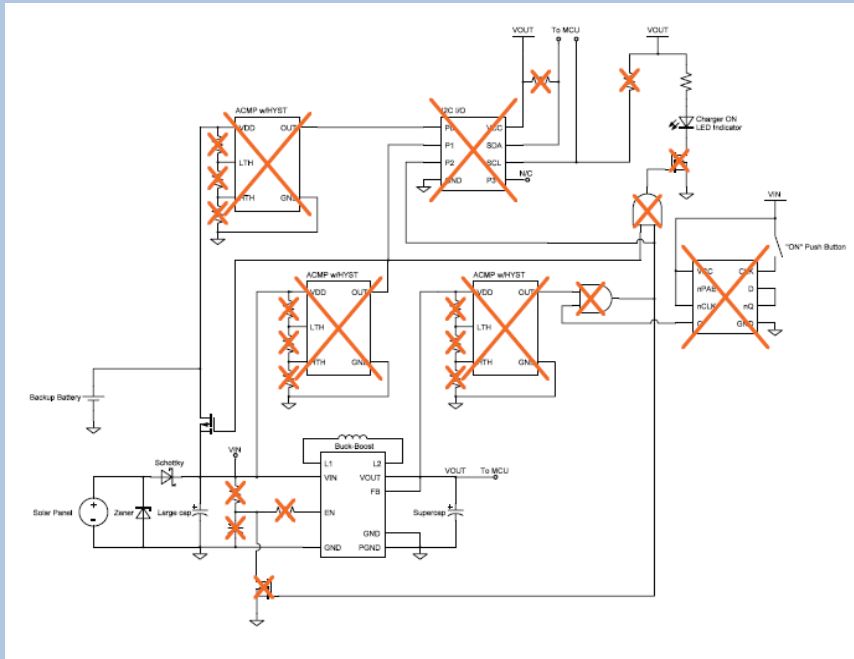 VOUT
To MCU
VOUT
ACMP w/HYST
VDD
OUT
LTH
HTH
GND
I2C I/O
P0
VCC
P1
SDA
P2
SCL
GND
P3
N/C
Charger ON
LED Indicator
VIN
"ON" Push Button
VCC
CLK
nPAE
D
nCLK
nQ
Q
GND
ACMP w/HYST
VDD
OUT
LTH
HTH
GND
ACMP w/HYST
VDD
OUT
LTH
HTH
GND
Backup Battery
Schottky
VIN
Buck-Boost
L1
L2
VIN
VOUT
FB
EN
GND
GND
PGND
VOUT
To MCU
Solar Panel
Zener
Large cap
Supercap